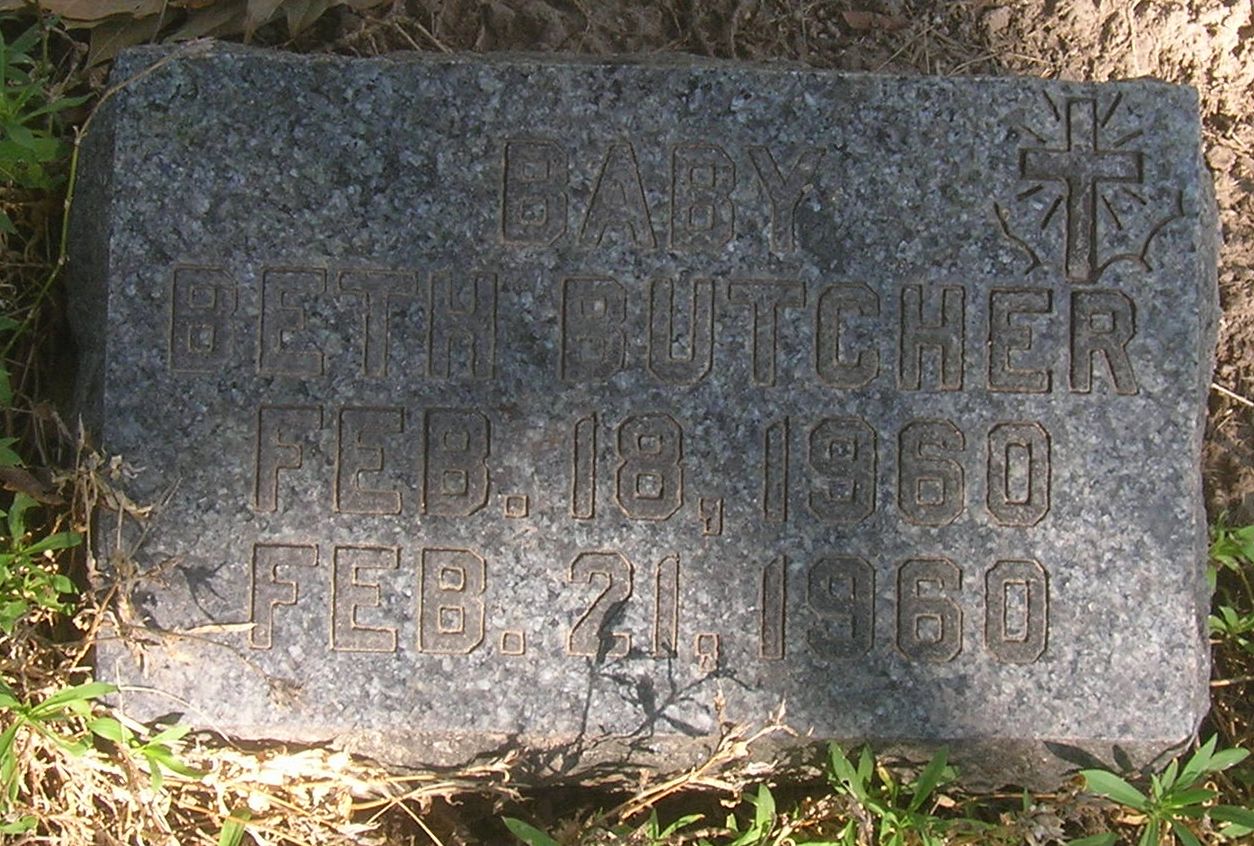 BABY
BETH BUTCHER
FEB. 18, 1960
FEB. 21, 1960